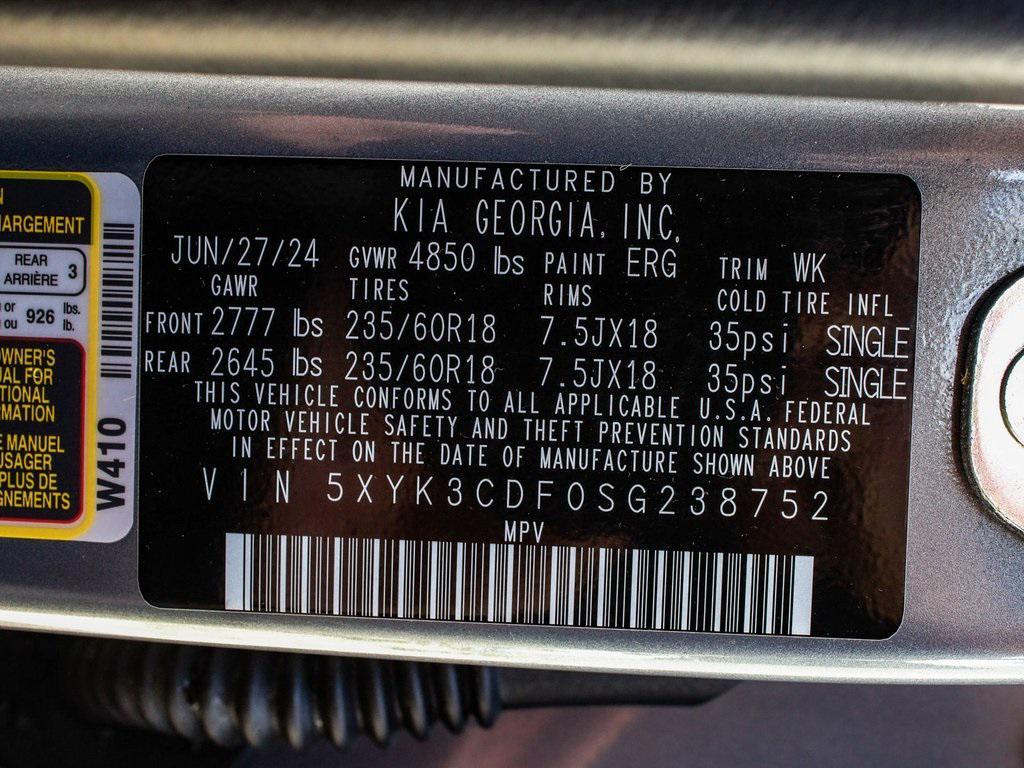 N
HARGEMENT
REAR
ARRIÈRE 3
or lbs.
ou 926 lb.
OWNER'S
FOR
TIONAL
MATION
MANUEL
USAGER
PLUS DE
GNEMENTS
W410
MANUFACTURED BY
KIA GEORGIA, INC.
JUN/27/24 GVWR 4850 lbs PAINT ERG TRIM WK
GAWR TIRES RIMS COLD TIRE INFL
FRONT 2777 lbs 235/60R18 7.5JX18 35psi SINGLE
REAR 2645 lbs 235/60R18 7.5JX18 35psi SINGLE
THIS VEHICLE CONFORMS TO ALL APPLICABLE U.S.A. FEDERAL
MOTOR VEHICLE SAFETY AND THEFT PREVENTION STANDARDS
IN EFFECT ON THE DATE OF MANUFACTURE SHOWN ABOVE
VIN 5XYK3CDF0SG238752
MPV